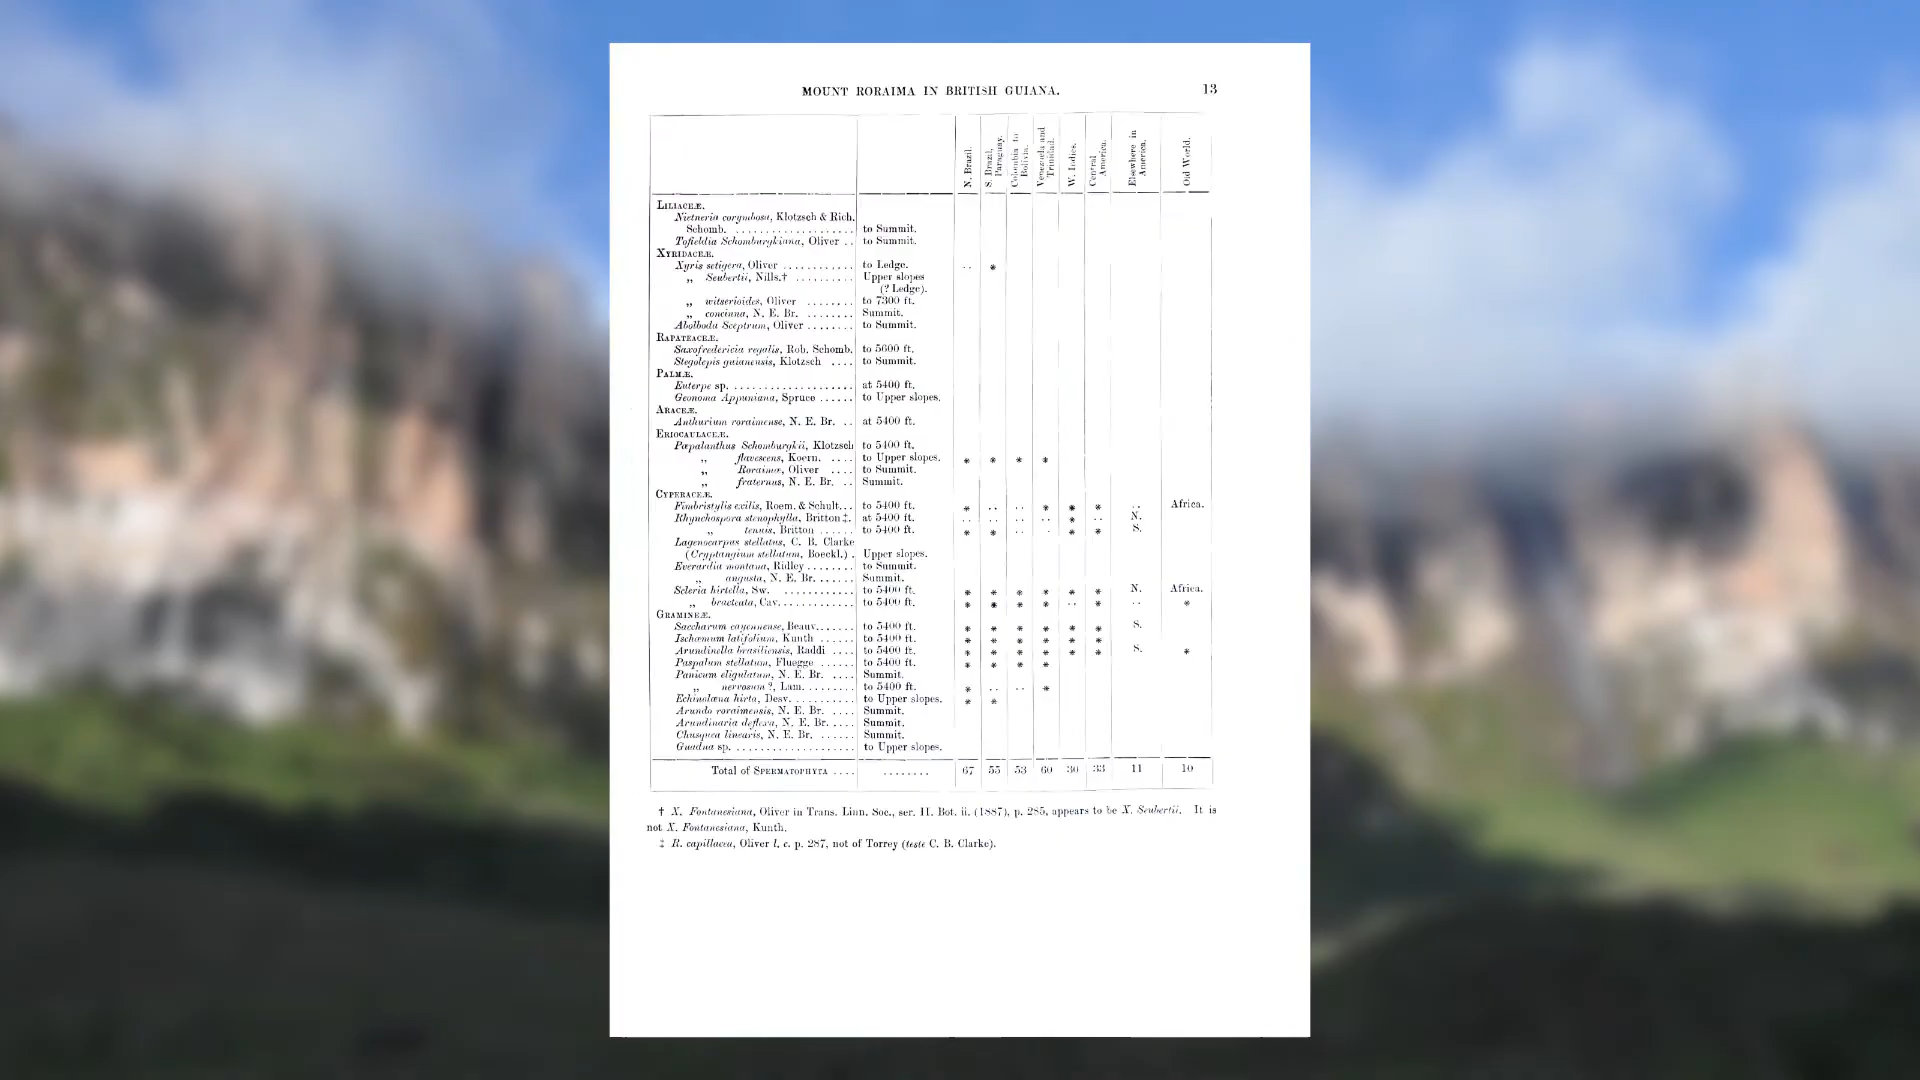 MOUNT RORAIMA IN BRITISH GUIANA. 13
N. Brazil. S. Brazil, Paraguay. Colombia to Bolivia. Venezuela and Trinidad. W. Indies. Central America. Elsewhere in America. Old World.
LILIACEÆ.
Nietneria corymbosa, Klotzsch & Rich.
Schomb. .................... to Summit.
Tofieldia Schomburgkiana, Oliver .. to Summit.
XYRIDACEÆ.
Xyris setigera, Oliver ............ to Ledge. .. *
„ Seubertii, Nills.† .......... Upper slopes
(? Ledge).
„ witserioides, Oliver ........ to 7300 ft.
„ concinna, N. E. Br. ........ Summit.
Abolboda Sceptrum, Oliver ........ to Summit.
RAPATEACEÆ.
Saxofredericia regalis, Rob. Schomb. to 5600 ft.
Stegolepis guianensis, Klotzsch .... to Summit.
PALMÆ.
Euterpe sp. .................... at 5400 ft.
Geonoma Appuniana, Spruce ...... to Upper slopes.
ARACEÆ.
Anthurium roraimense, N. E. Br. .. at 5400 ft.
ERIOCAULACEÆ.
Pæpalanthus Schomburgkii, Klotzsch to 5400 ft.
„ flavescens, Koern. .... to Upper slopes. * * * *
„ Roraimæ, Oliver .... to Summit.
„ fraternus, N. E. Br. .. Summit.
CYPERACEÆ.
Fimbristylis exilis, Roem. & Schult... to 5400 ft. * .. .. * * * .. Africa.
Rhynchospora stenophylla, Britton‡. at 5400 ft. .. .. .. .. * .. N.
„ tenuis, Britton ...... to 5400 ft. * * .. .. * * S.
Lagenocarpus stellatus, C. B. Clarke
(Cryptangium stellatum, Boeckl.) . Upper slopes.
Everardia montana, Ridley ........ to Summit.
„ angusta, N. E. Br. ...... Summit.
Scleria hirtella, Sw. ............ to 5400 ft. * * * * * * N. Africa.
„ bracteata, Cav. ............ to 5400 ft. * * * * .. * .. *
GRAMINEÆ.
Saccharum cayennense, Beauv....... to 5400 ft. * * * * * * S.
Ischæmum latifolium, Kunth ...... to 5400 ft. * * * * * *
Arundinella brasiliensis, Raddi .... to 5400 ft. * * * * * * S. *
Paspalum stellatum, Fluegge ...... to 5400 ft. * * * *
Panicum eligulatum, N. E. Br. .... Summit.
„ nervosum ?, Lam. ........ to 5400 ft. * .. .. *
Echinolæna hirta, Desv. .......... to Upper slopes. * *
Arundo roraimensis, N. E. Br. .... Summit.
Arundinaria deflexa, N. E. Br. .... Summit.
Chusquea linearis, N. E. Br. ...... Summit.
Guadua sp. .................... to Upper slopes.
Total of SPERMATOPHYTA .... ........ 67 55 53 60 30 33 11 10
† X. Fontanesiana, Oliver in Trans. Linn. Soc., ser. II. Bot. ii. (1887), p. 285, appears to be X. Seubertii. It is
not X. Fontanesiana, Kunth.
‡ R. capillacea, Oliver l. c. p. 287, not of Torrey (teste C. B. Clarke).